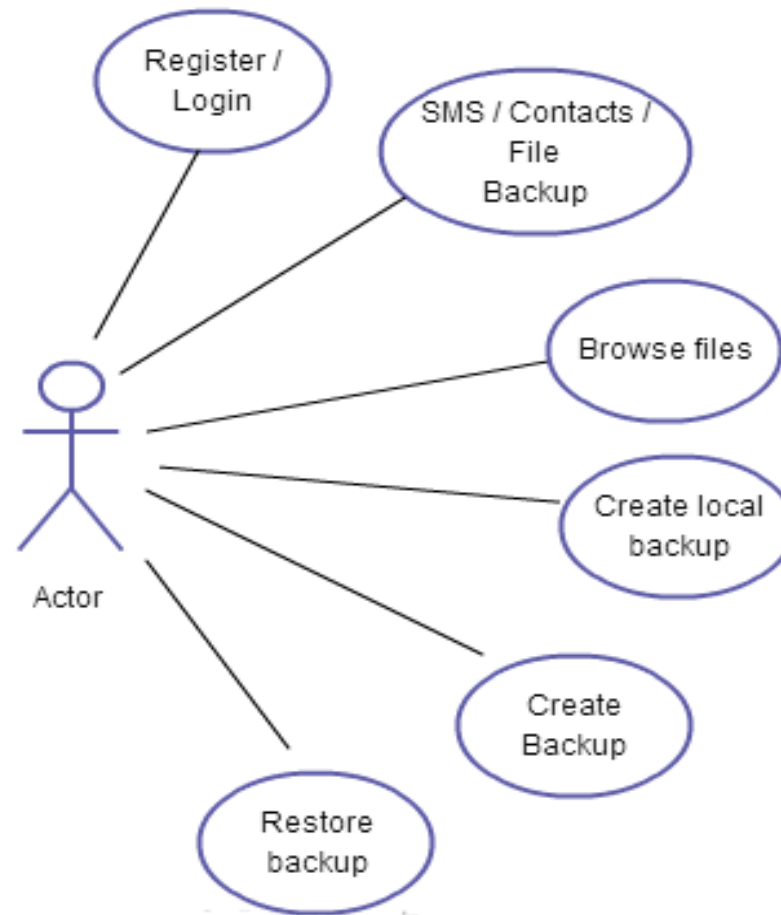 Register /
Login
SMS / Contacts /
File
Backup
Browse files
Create local
backup
Actor
Create
Backup
Restore
backup